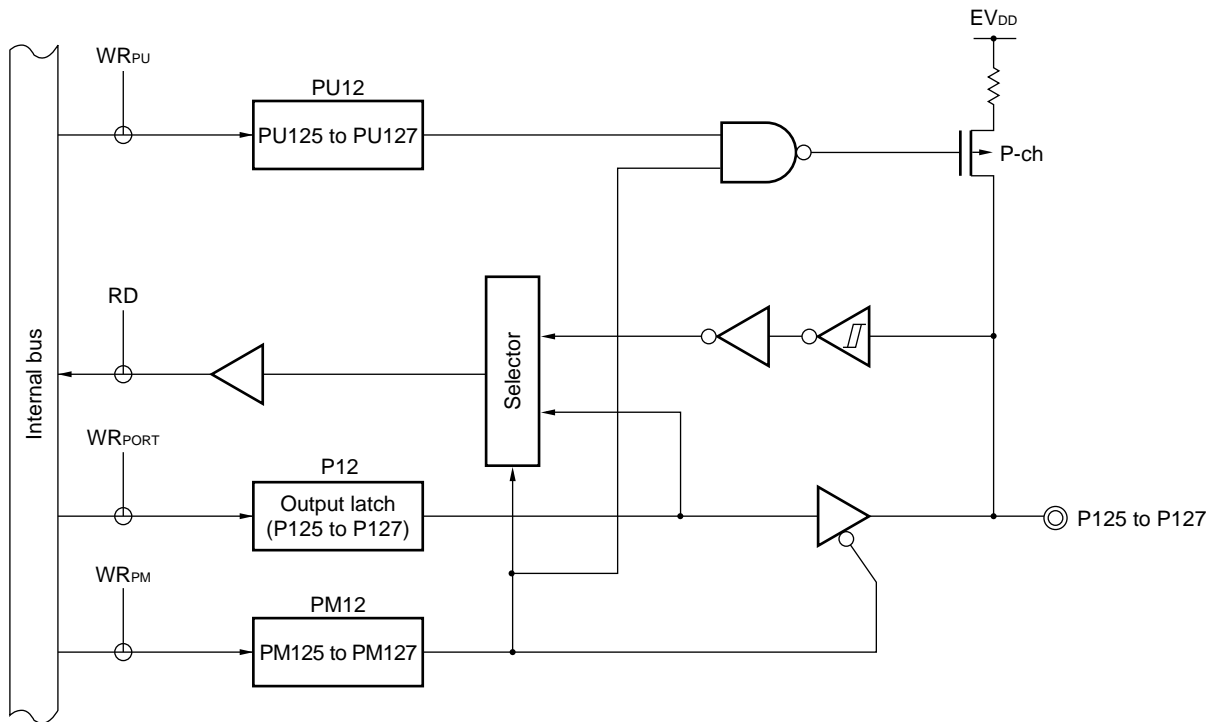 EVDD
WRPU
PU12
PU125 to PU127
P-ch
RD
Selector
Internal bus
WRPORT
P12
Output latch
(P125 to P127)
P125 to P127
WRPM
PM12
PM125 to PM127